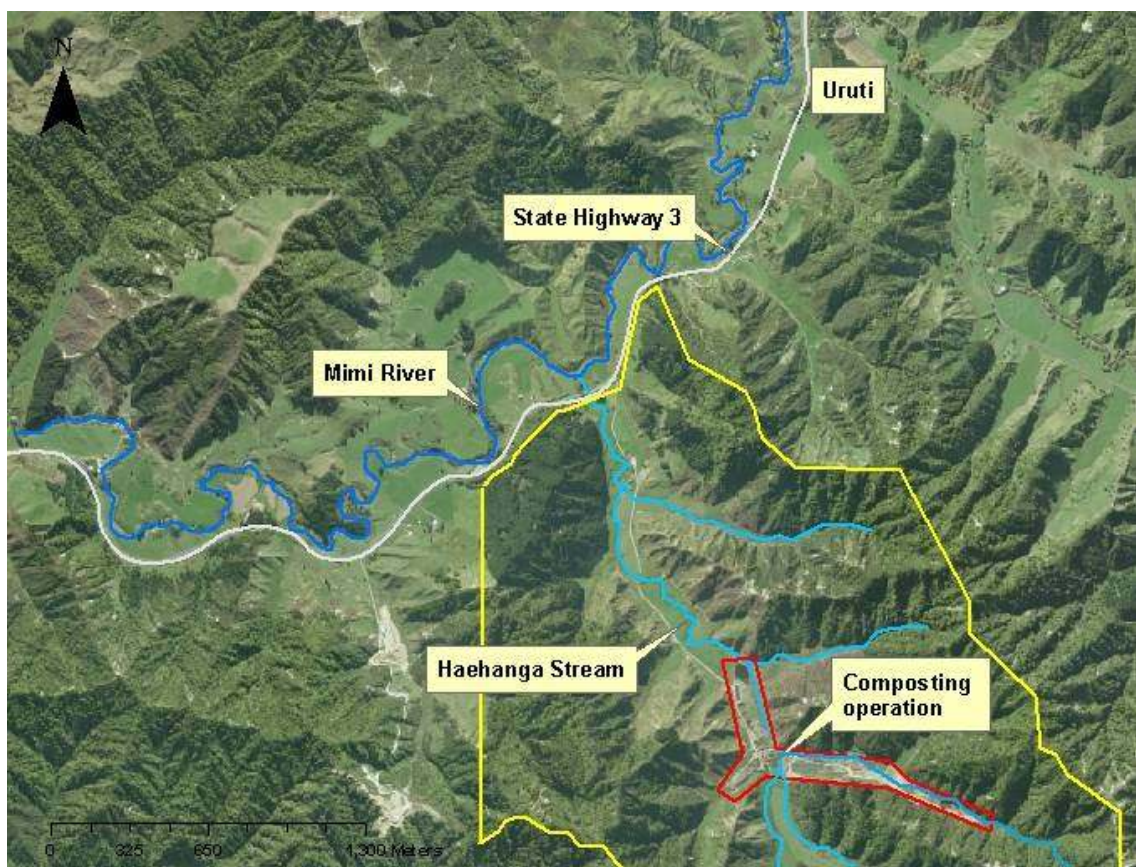 N
Uruti
State Highway 3
Mimi River
Haehanga Stream
Composting
operation
0 325 650 1,300 Meters